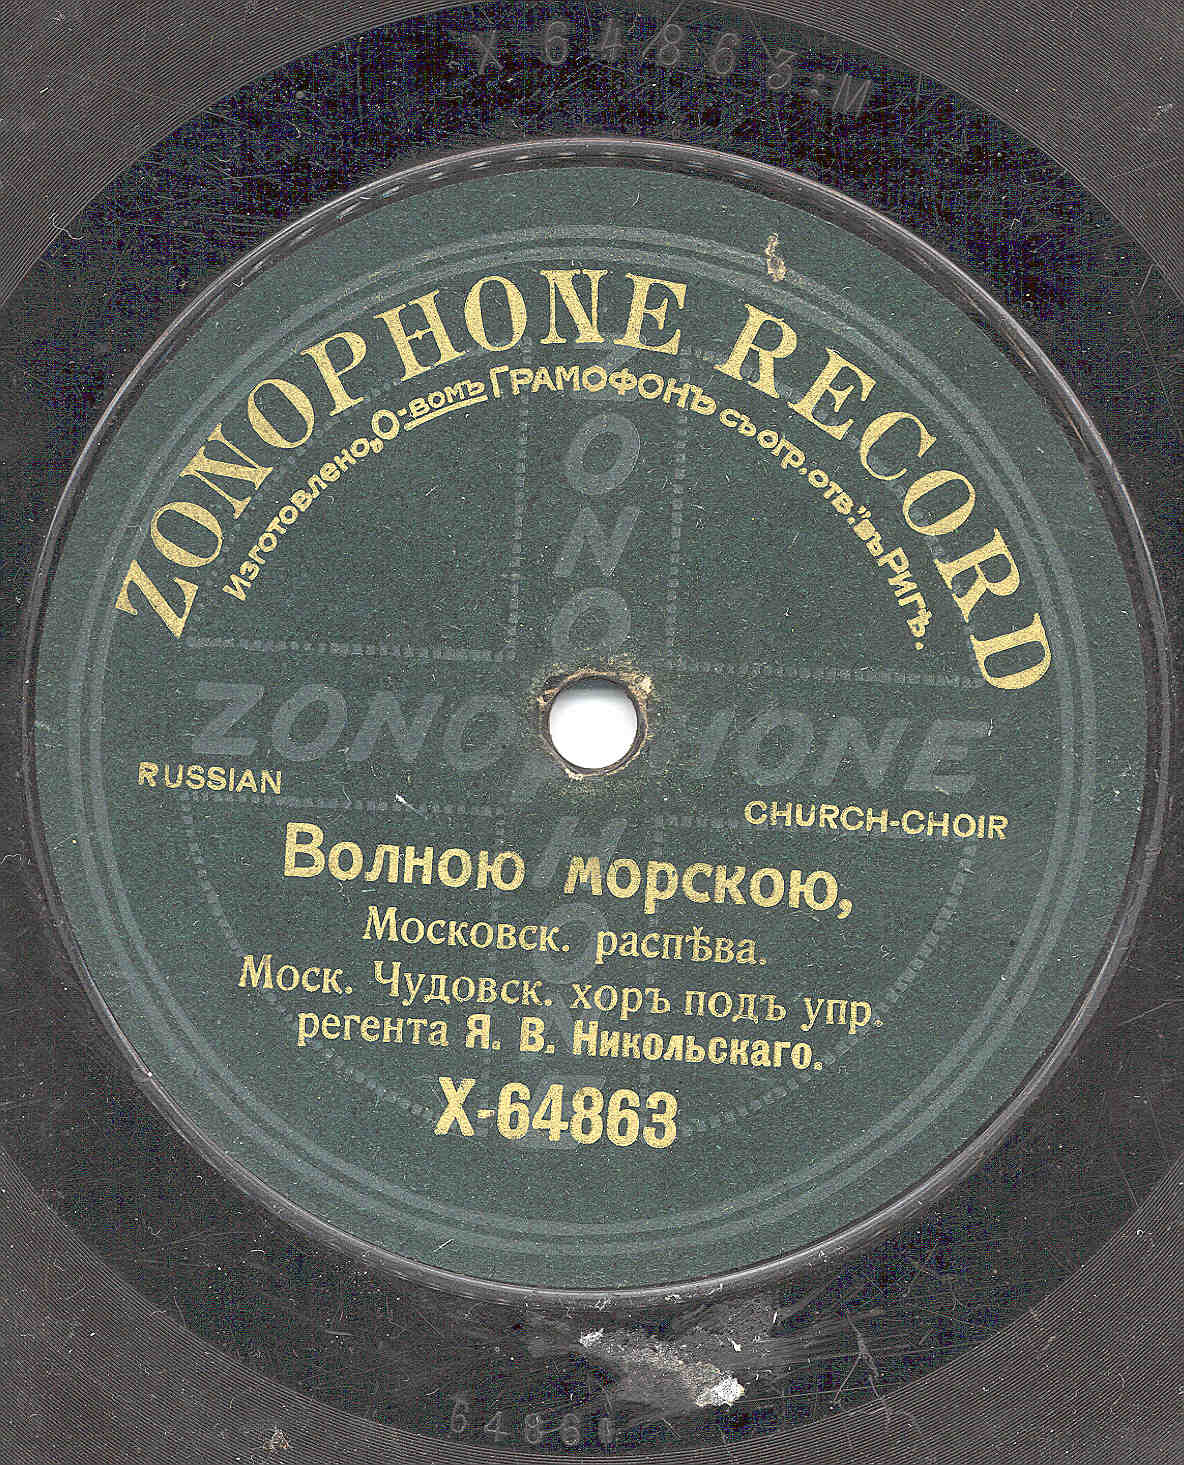 X 64863:M
ZONOPHONE RECORD
Изготовлено „О-вомъ ГРАМОФОНЪ съ огр. отв.“ въ Ригѣ.
ZONOPHONE
ZONOPHONE
RUSSIAN
CHURCH-CHOIR
Волною морскою,
Московск. распѣва.
Моск. Чудовск. хоръ подъ упр.
регента Я. В. Никольскаго.
X-64863